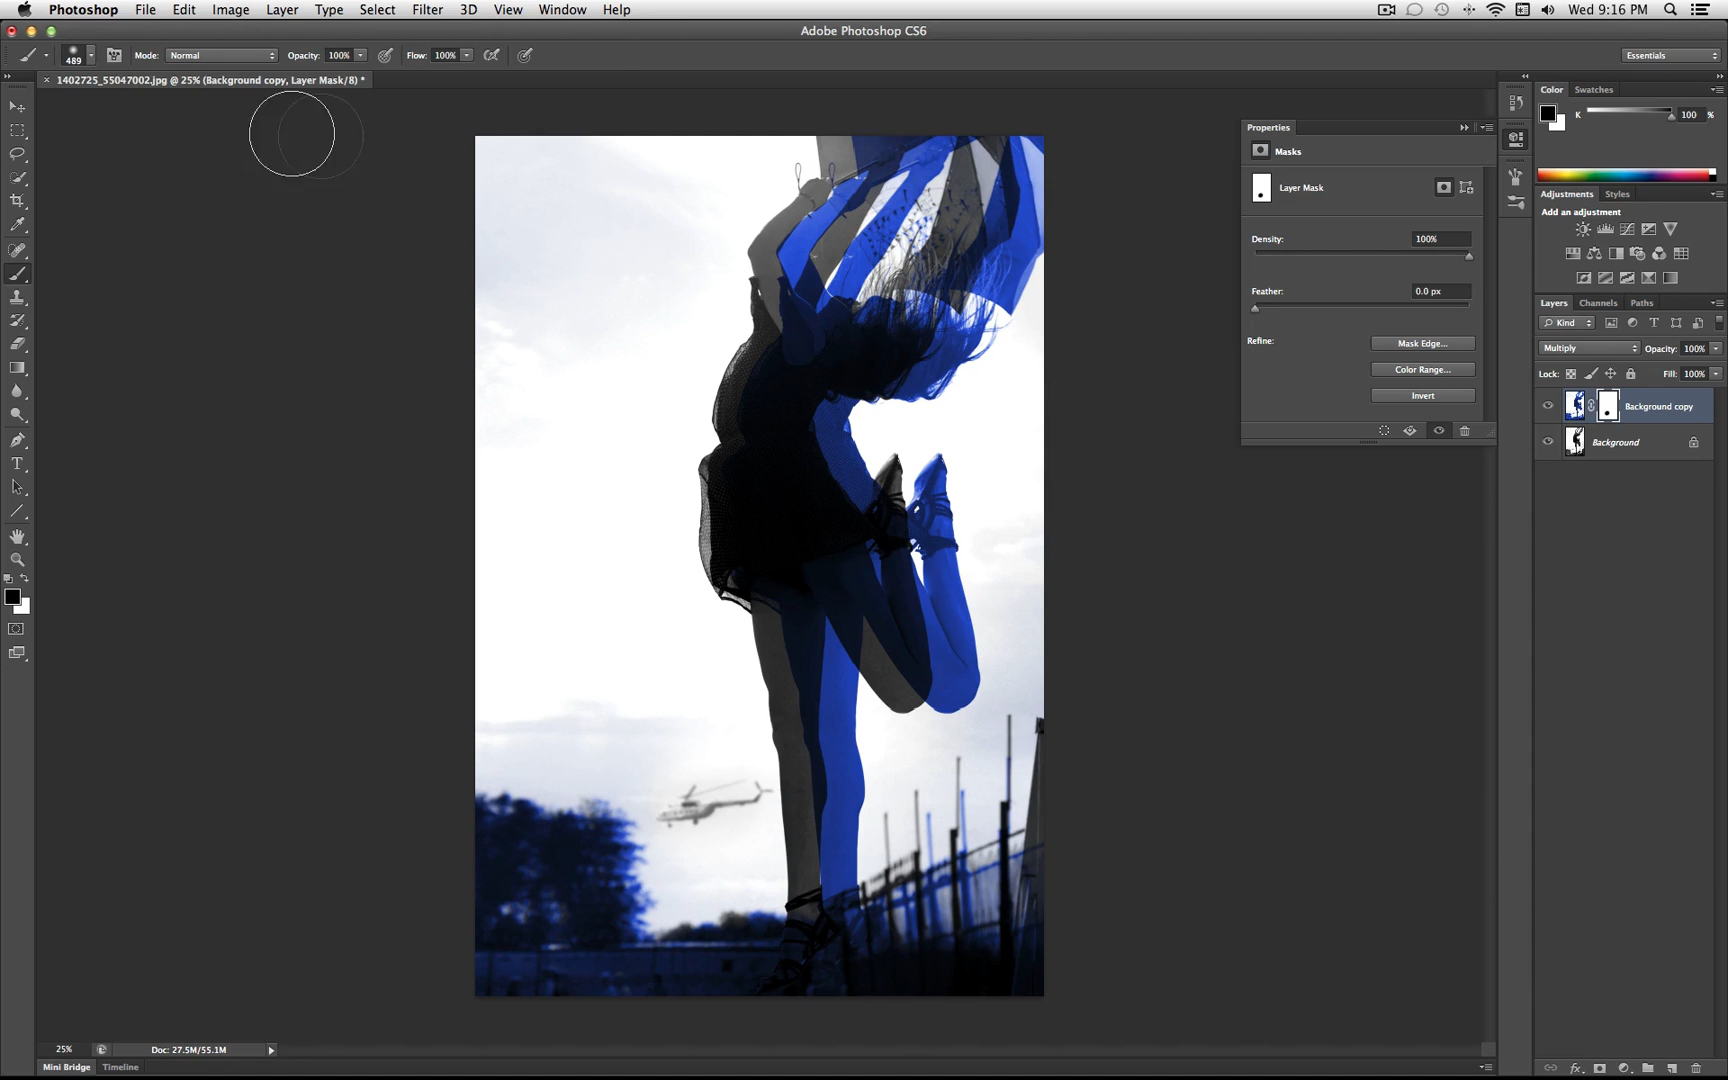 Photoshop File Edit Image Layer Type Select Filter 3D View Window Help Wed 9:16 PM
Adobe Photoshop CS6
489 Mode: Normal Opacity: 100% Flow: 100% Essentials
1402725_55047002.jpg @ 25% (Background copy, Layer Mask/8) *
Color Swatches
K 100 %
Properties
Masks
Layer Mask
Density: 100%
Feather: 0.0 px
Refine: Mask Edge...
Color Range...
Invert
Adjustments Styles
Add an adjustment
Layers Channels Paths
Kind
Multiply Opacity: 100%
Lock: Fill: 100%
Background copy
Background
25% Doc: 27.5M/55.1M
Mini Bridge Timeline